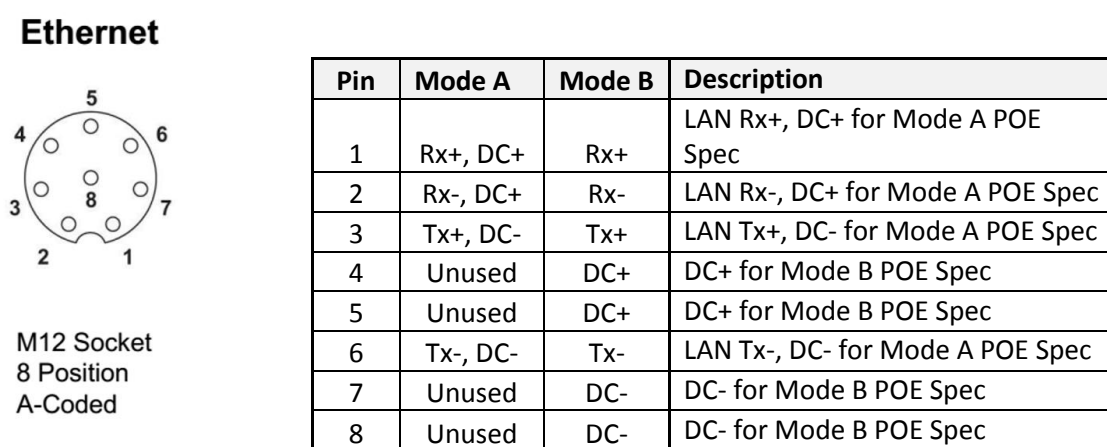 Ethernet
5
4
6
8
3
7
2
1
M12 Socket
8 Position
A-Coded
Pin Mode A Mode B Description
1 Rx+, DC+ Rx+ LAN Rx+, DC+ for Mode A POE
Spec
2 Rx-, DC+ Rx- LAN Rx-, DC+ for Mode A POE Spec
3 Tx+, DC- Tx+ LAN Tx+, DC- for Mode A POE Spec
4 Unused DC+ DC+ for Mode B POE Spec
5 Unused DC+ DC+ for Mode B POE Spec
6 Tx-, DC- Tx- LAN Tx-, DC- for Mode A POE Spec
7 Unused DC- DC- for Mode B POE Spec
8 Unused DC- DC- for Mode B POE Spec